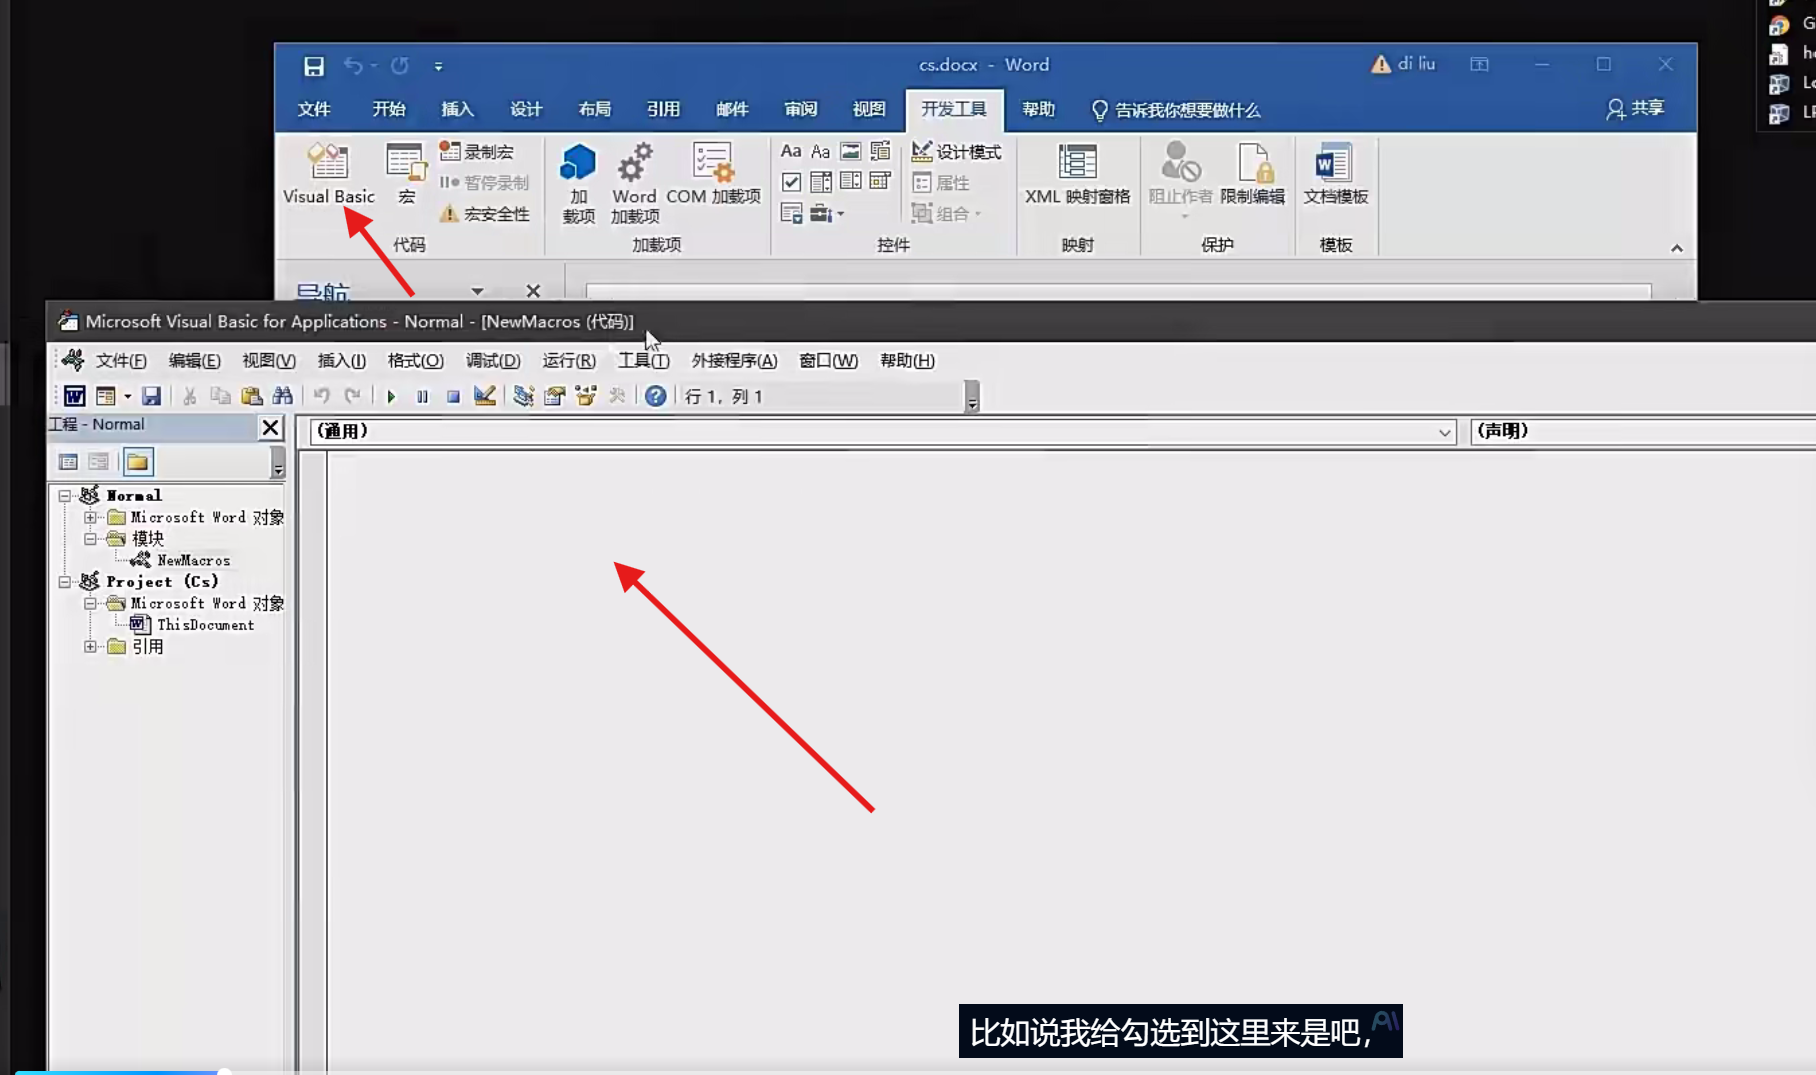 cs.docx - Word
di liu
文件 开始 插入 设计 布局 引用 邮件 审阅 视图 开发工具 帮助 告诉我你想要做什么 共享
Visual Basic
宏
录制宏
暂停录制
宏安全性
代码
加
载项
Word
加载项
COM 加载项
加载项
Aa Aa
控件
设计模式
属性
组合
XML 映射窗格
映射
阻止作者
限制编辑
保护
文档模板
模板
导航
Microsoft Visual Basic for Applications - Normal - [NewMacros (代码)]
文件(F) 编辑(E) 视图(V) 插入(I) 格式(O) 调试(D) 运行(R) 工具(T) 外接程序(A) 窗口(W) 帮助(H)
行 1, 列 1
工程 - Normal
(通用)
(声明)
Normal
Microsoft Word 对象
模块
NewMacros
Project (Cs)
Microsoft Word 对象
ThisDocument
引用
比如说我给勾选到这里来是吧,
AI